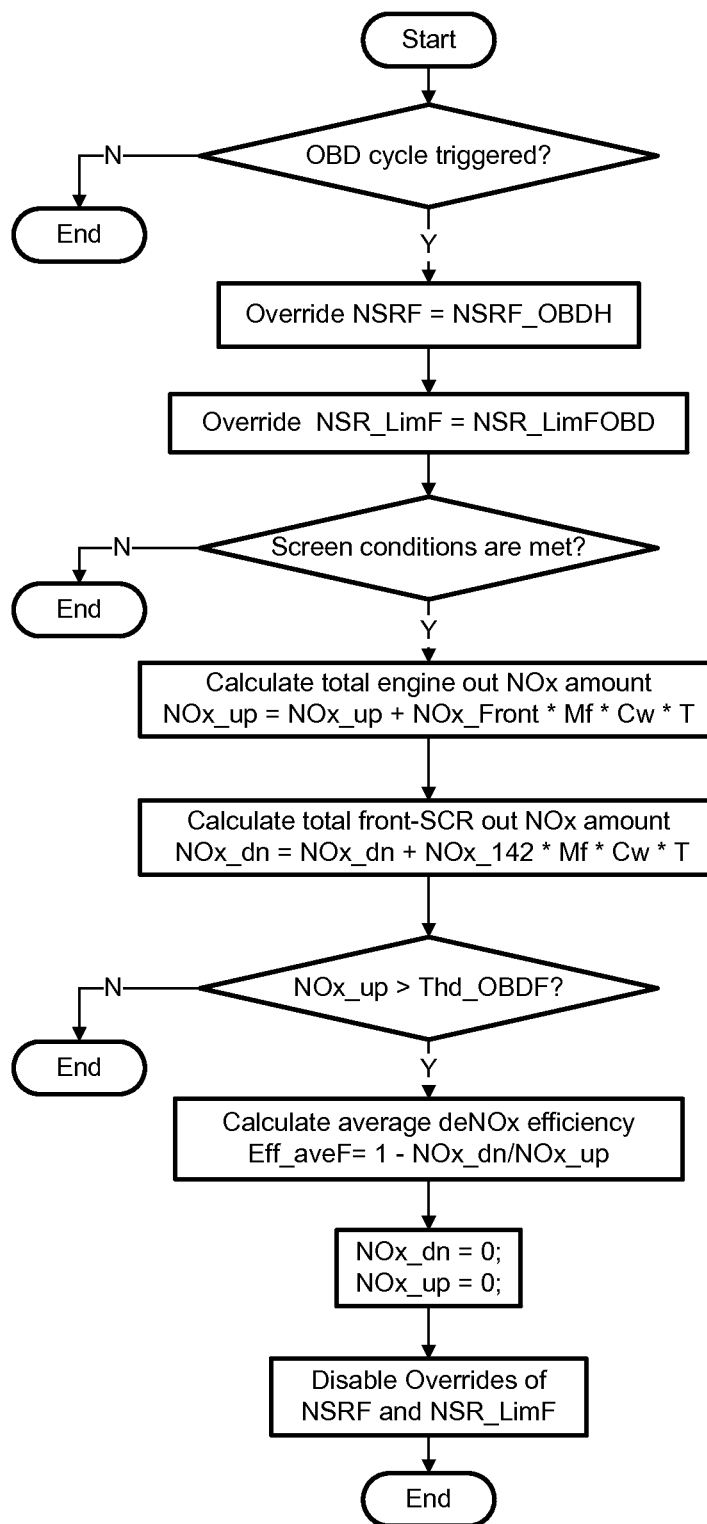 Start
OBD cycle triggered?
N
End
Y
Override NSRF = NSRF_OBDH
Override NSR_LimF = NSR_LimFOBD
Screen conditions are met?
N
End
Y
Calculate total engine out NOx amount
NOx_up = NOx_up + NOx_Front * Mf * Cw * T
Calculate total front-SCR out NOx amount
NOx_dn = NOx_dn + NOx_142 * Mf * Cw * T
NOx_up > Thd_OBDF?
N
End
Y
Calculate average deNOx efficiency
Eff_aveF= 1 - NOx_dn/NOx_up
NOx_dn = 0;
NOx_up = 0;
Disable Overrides of
NSRF and NSR_LimF
End